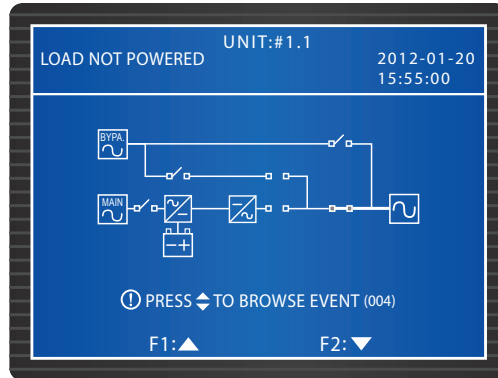 UNIT:#1.1
LOAD NOT POWERED
2012-01-20
15:55:00
BYPA.
MAIN
PRESS TO BROWSE EVENT (004)
F1: F2: